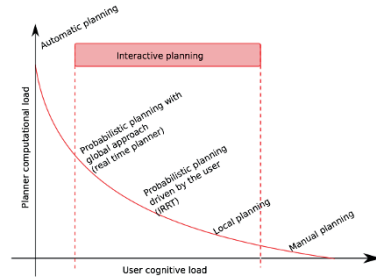 Automatic planning
Interactive planning
Planner computational load
Probabilistic planning with
global approach
(real time planner)
Probabilistic planning
driven by the user
(IRRT)
Local planning
Manual planning
User cognitive load